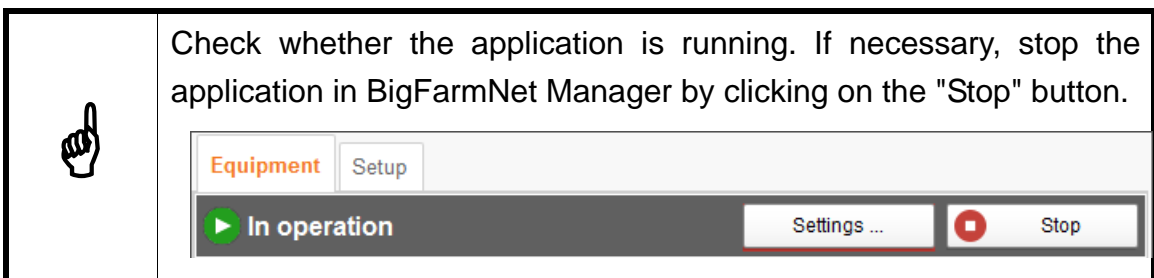 Check whether the application is running. If necessary, stop the
application in BigFarmNet Manager by clicking on the "Stop" button.
Equipment Setup
In operation Settings ... Stop